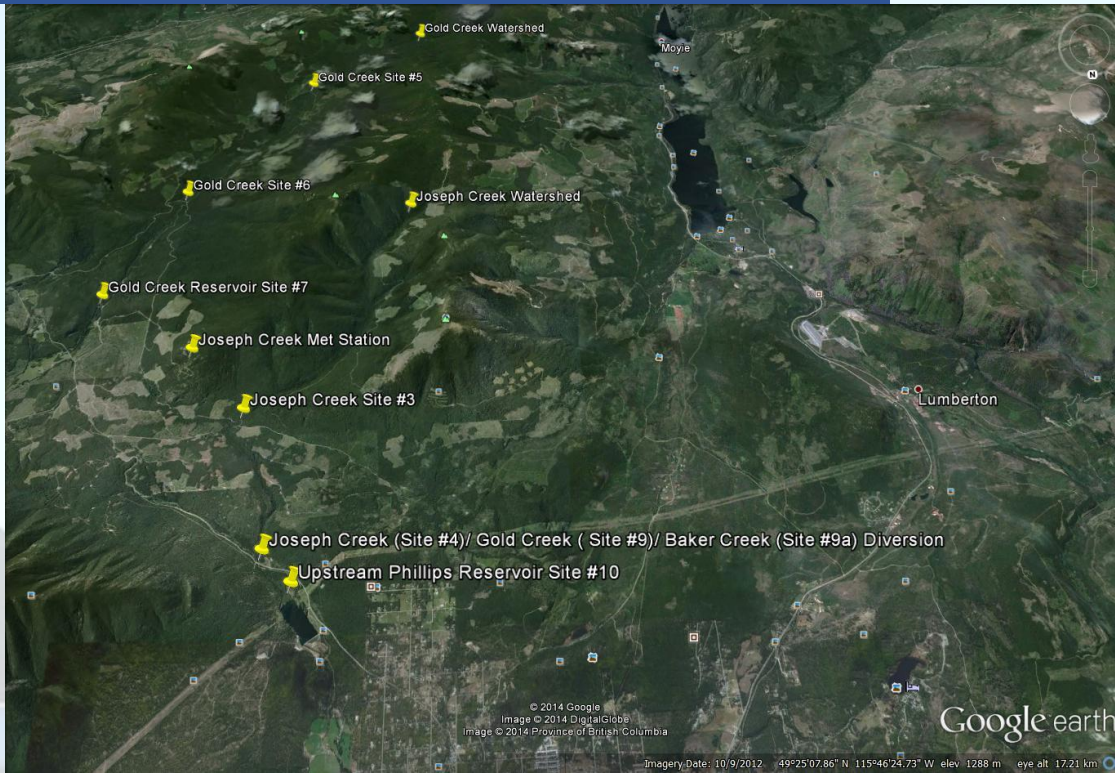 Gold Creek Watershed
Moyie
Gold Creek Site #5
N
Gold Creek Site #6
Joseph Creek Watershed
Gold Creek Reservoir Site #7
Joseph Creek Met Station
Joseph Creek Site #3
Lumberton
Joseph Creek (Site #4)/ Gold Creek ( Site #9)/ Baker Creek (Site #9a) Diversion
Upstream Phillips Reservoir Site #10
© 2014 Google
Image © 2014 DigitalGlobe
Image © 2014 Province of British Columbia
Google earth
Imagery Date: 10/9/2012 49°25'07.86" N 115°46'24.73" W elev 1288 m eye alt 17.21 km